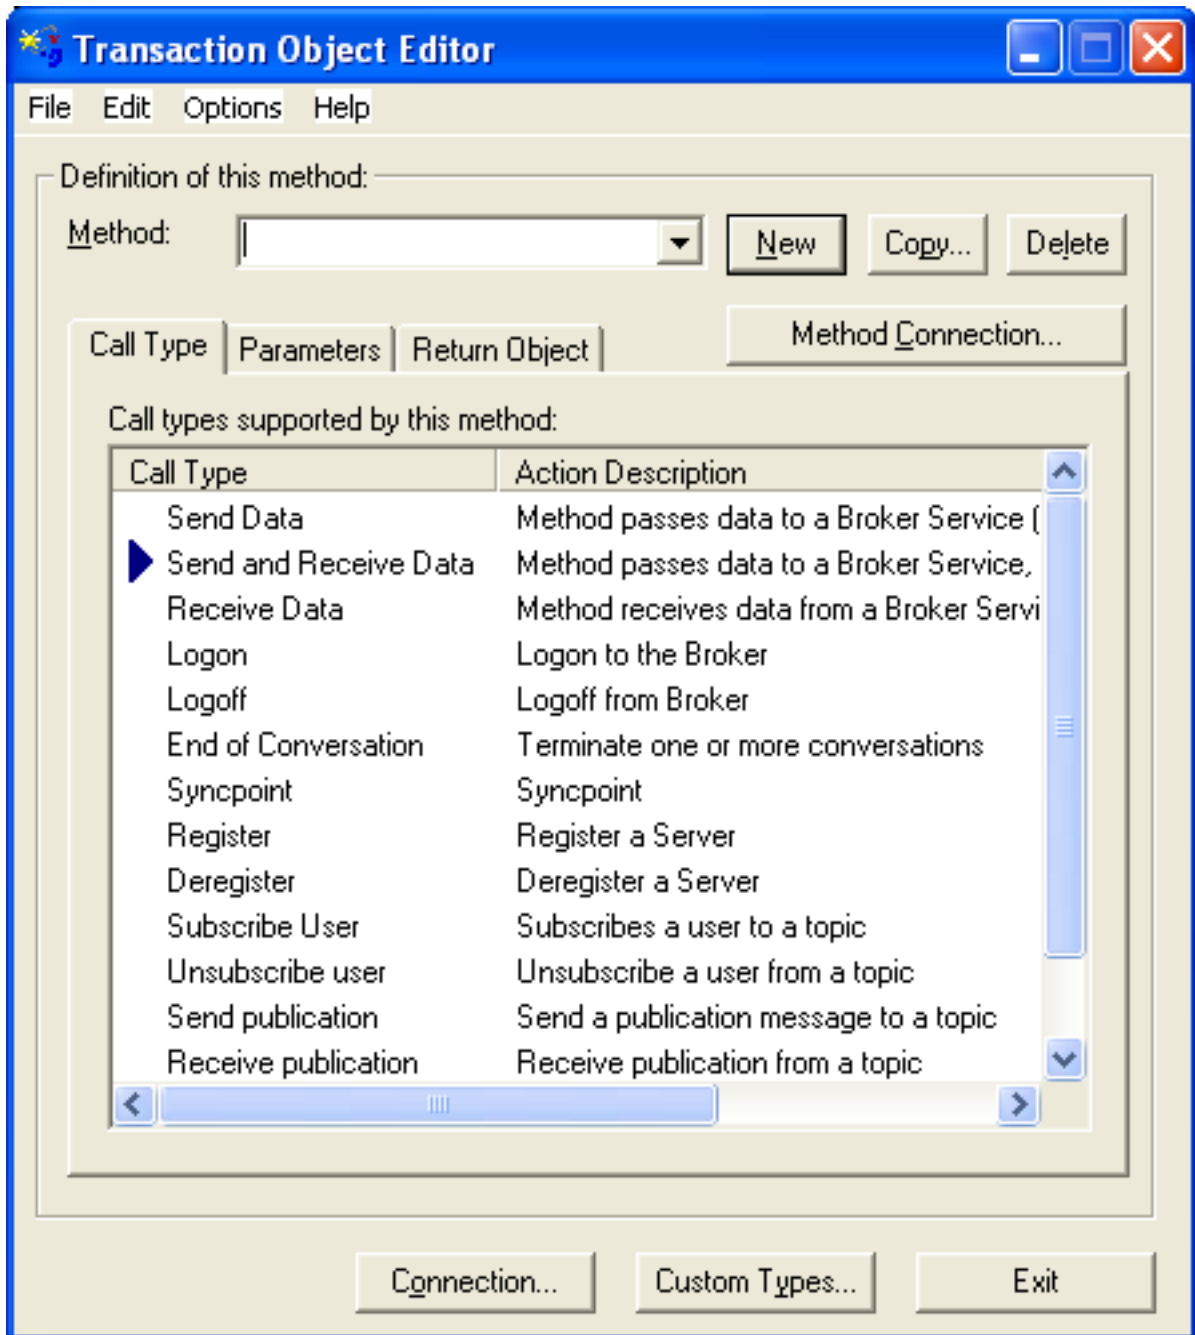 Transaction Object Editor
File Edit Options Help
Definition of this method:
Method: New Copy... Delete
Method Connection...
Call Type Parameters Return Object
Call types supported by this method:
Call Type Action Description
Send Data Method passes data to a Broker Service (
Send and Receive Data Method passes data to a Broker Service,
Receive Data Method receives data from a Broker Servi
Logon Logon to the Broker
Logoff Logoff from Broker
End of Conversation Terminate one or more conversations
Syncpoint Syncpoint
Register Register a Server
Deregister Deregister a Server
Subscribe User Subscribes a user to a topic
Unsubscribe user Unsubscribe a user from a topic
Send publication Send a publication message to a topic
Receive publication Receive publication from a topic
Connection... Custom Types... Exit